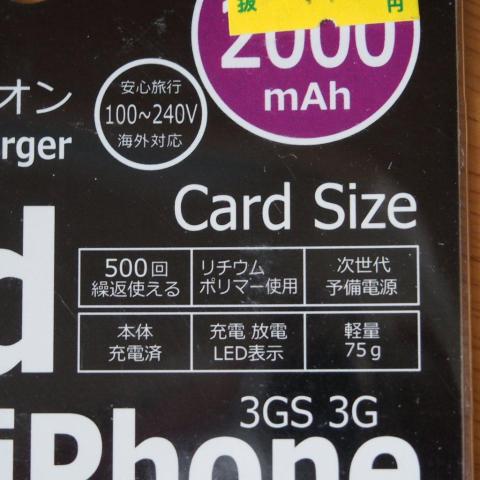 抜 円
2000
mAh
オン
安心旅行
100~240V
海外対応
rger
Card Size
500回
繰返使える
リチウム
ポリマー使用
次世代
予備電源
d
本体
充電済
充電 放電
LED表示
軽量
75g
3GS 3G
iPhone